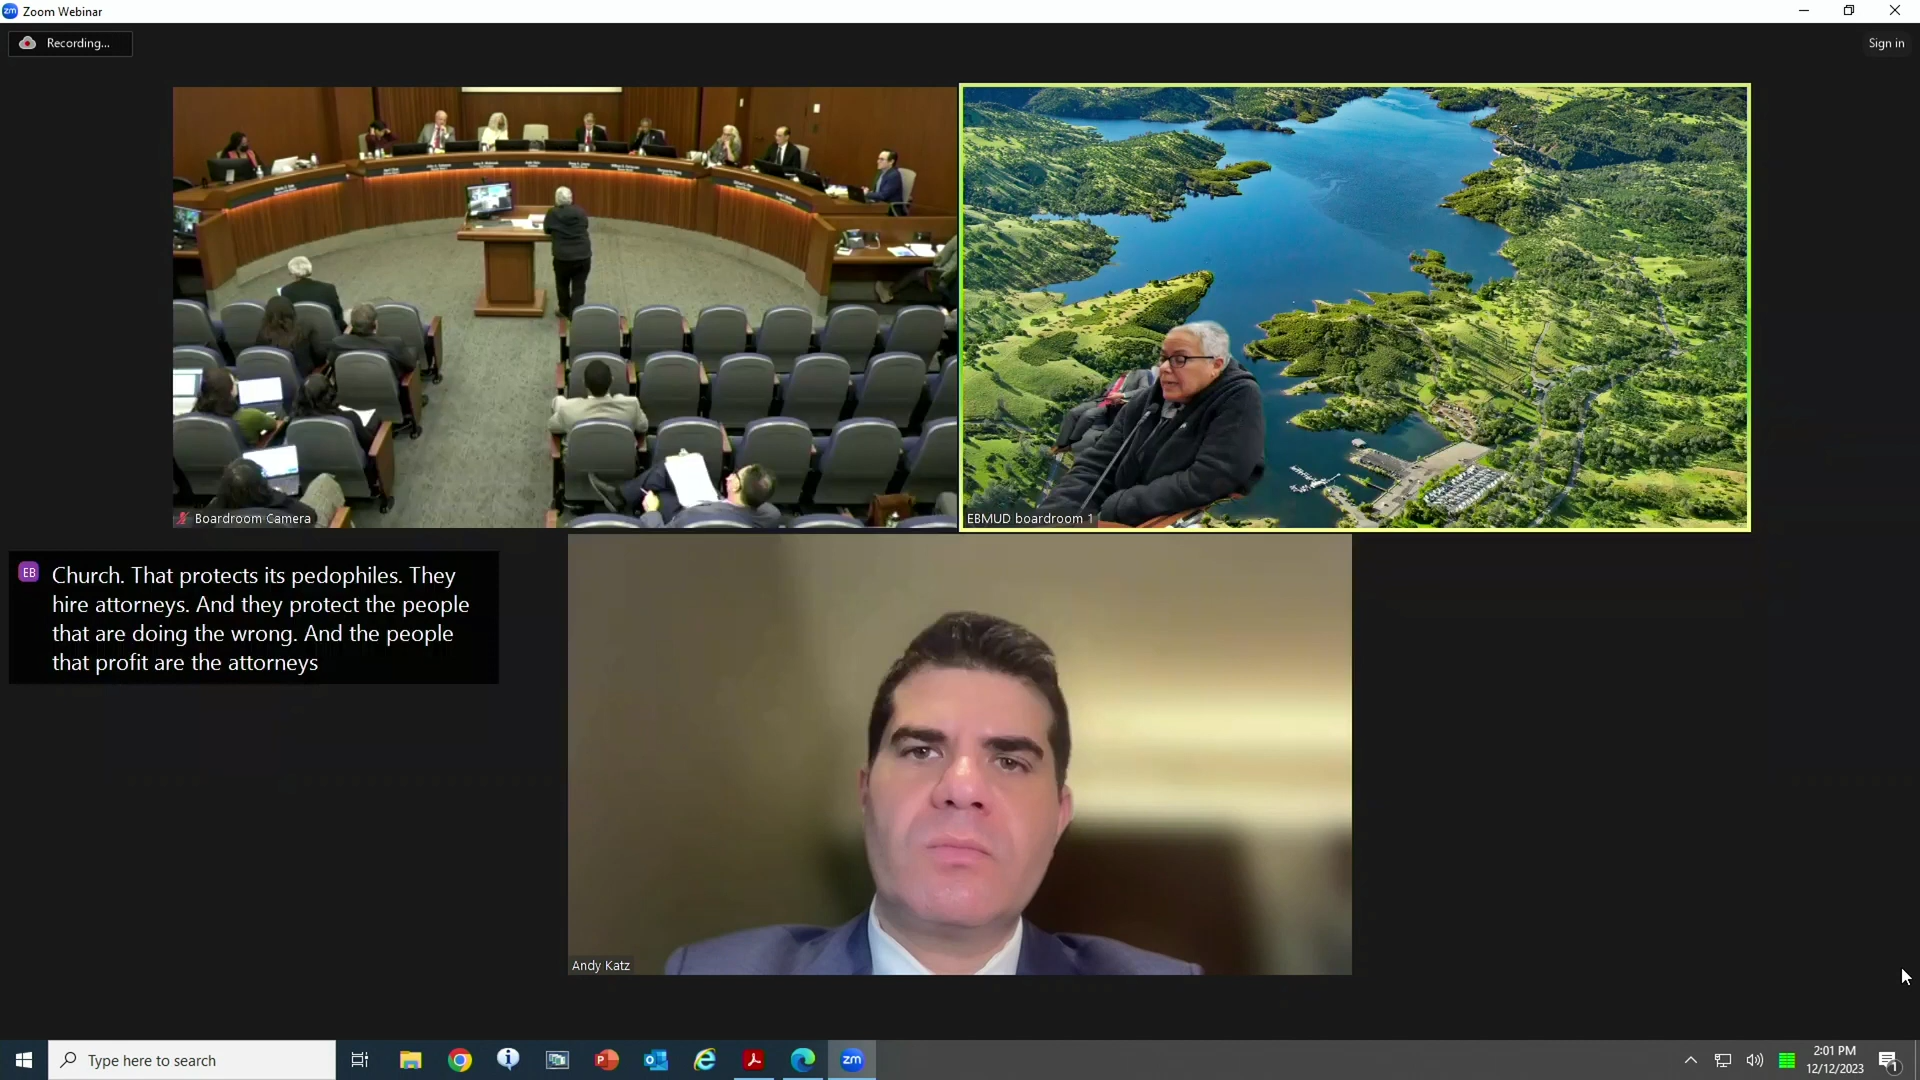 Zoom Webinar
Recording...
Sign in
Boardroom Camera
EBMUD boardroom 1
EB
Church. That protects its pedophiles. They
hire attorneys. And they protect the people
that are doing the wrong. And the people
that profit are the attorneys
Andy Katz
Type here to search
zm
2:01 PM
12/12/2023
1